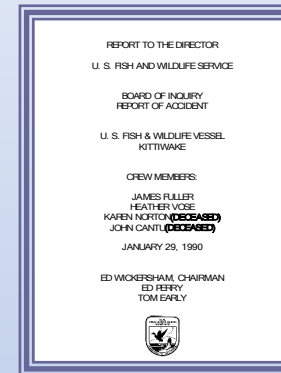 REPORT TO THE DIRECTOR
U. S. FISH AND WILDLIFE SERVICE
BOARD OF INQUIRY
REPORT OF ACCIDENT
U. S. FISH & WILDLIFE VESSEL
KITTIWAKE
CREW MEMBERS:
JAMES FULLER
HEATHER VOSE
KAREN NORTON(DECEASED)
JOHN CANTU(DECEASED)
JANUARY 29, 1990
ED WICKERSHAM, CHAIRMAN
ED PERRY
TOM EARLY